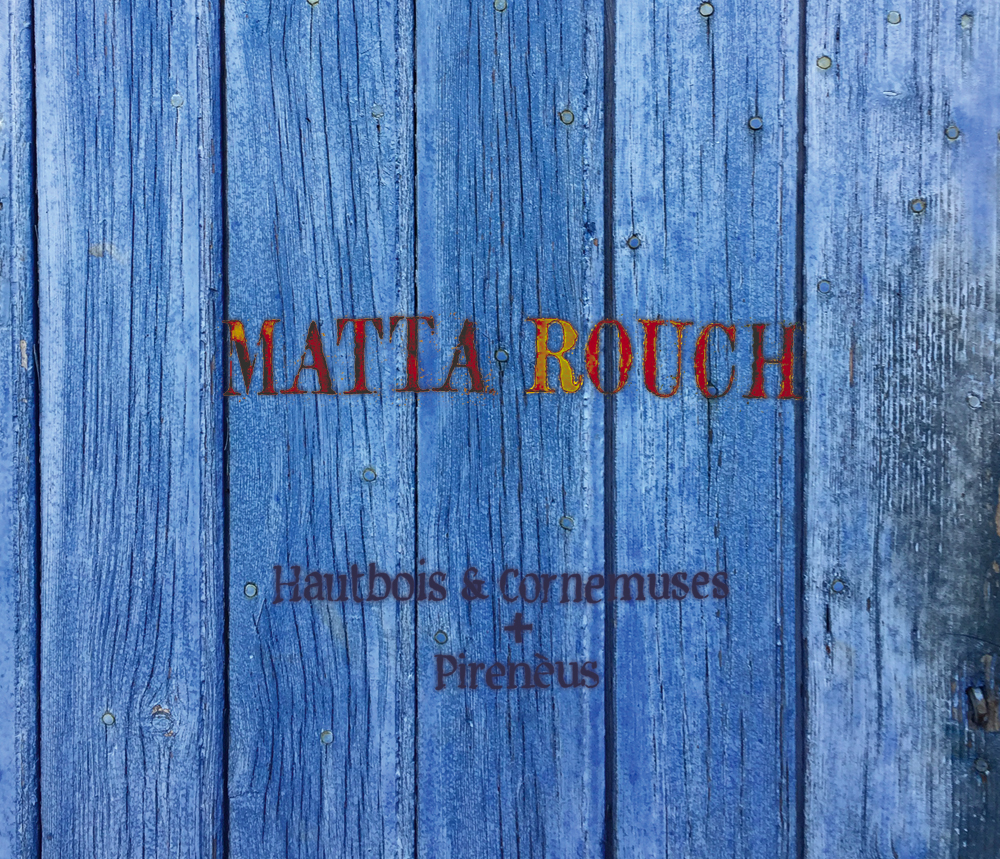 MATTA ROUCH
Hautbois & Cornemuses
+
Pirenèus